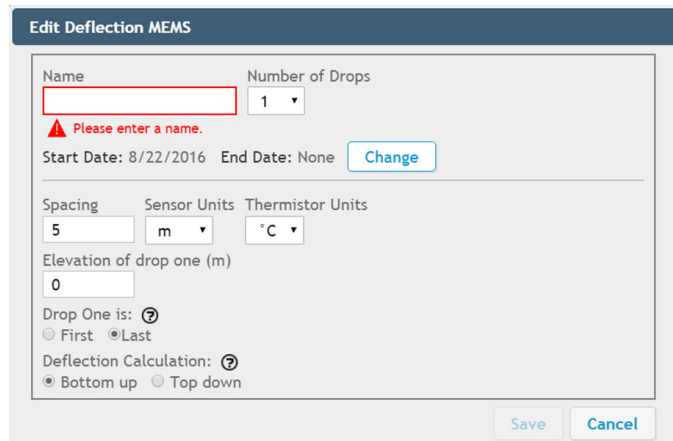 Edit Deflection MEMS
Name Number of Drops
1
Please enter a name.
Start Date: 8/22/2016 End Date: None Change
Spacing Sensor Units Thermistor Units
5 m °C
Elevation of drop one (m)
0
Drop One is: ?
First Last
Deflection Calculation: ?
Bottom up Top down
Save Cancel